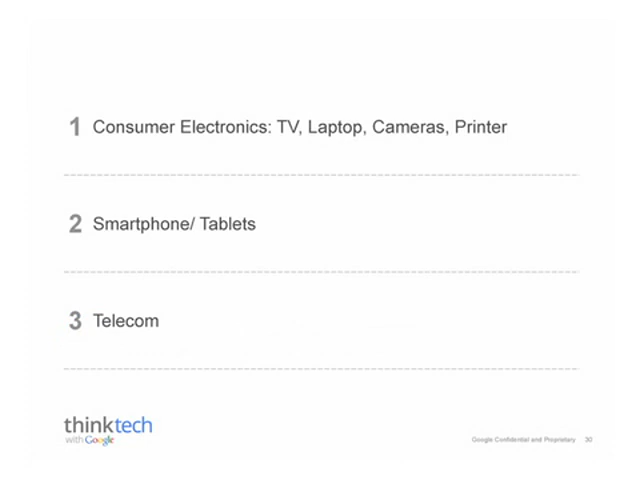 1 Consumer Electronics: TV, Laptop, Cameras, Printer
2 Smartphone/ Tablets
3 Telecom
thinktech
with Google
Google Confidential and Proprietary 30